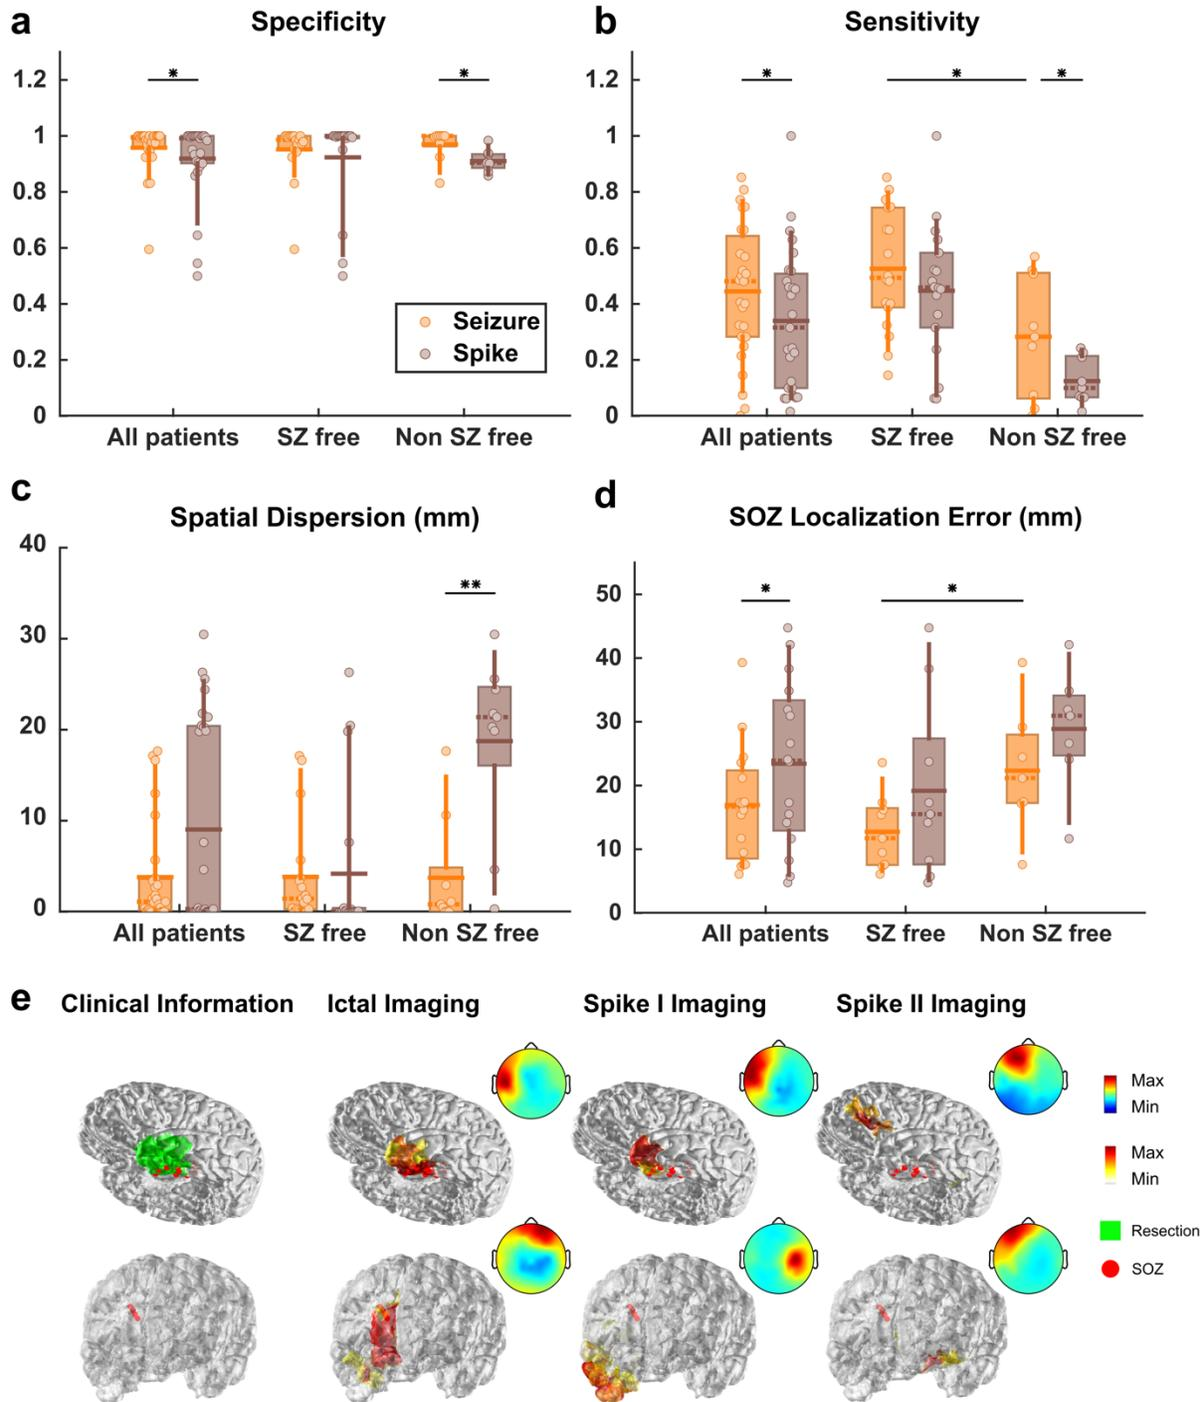 a
Specificity
1.2
1
0.8
0.6
0.4
0.2
0
*
*
Seizure
Spike
All patients
SZ free
Non SZ free
b
Sensitivity
1.2
1
0.8
0.6
0.4
0.2
0
*
*
*
All patients
SZ free
Non SZ free
c
Spatial Dispersion (mm)
40
30
20
10
0
**
All patients
SZ free
Non SZ free
d
SOZ Localization Error (mm)
50
40
30
20
10
0
*
*
All patients
SZ free
Non SZ free
e
Clinical Information
Ictal Imaging
Spike I Imaging
Spike II Imaging
Max
Min
Max
Min
Resection
SOZ